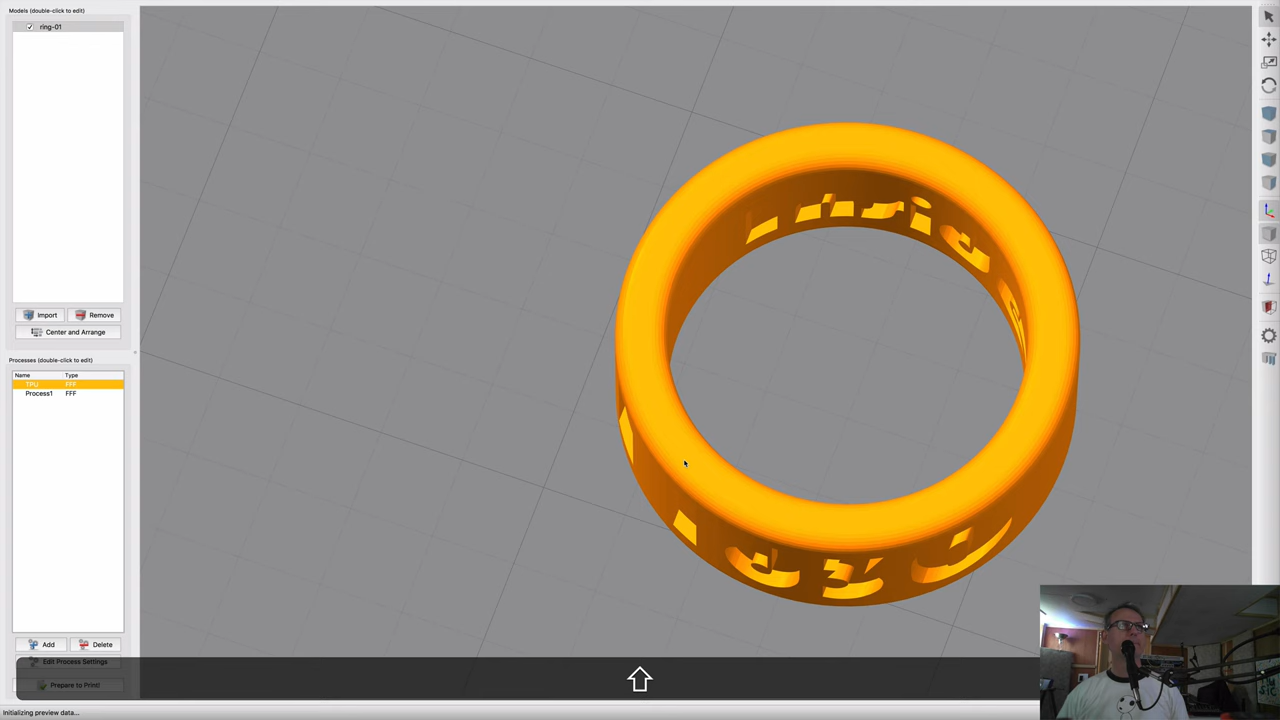 Models (double-click to edit)
ring-01
Import
Remove
Center and Arrange
Processes (double-click to edit)
Name Type
TPU FFF
Process1 FFF
Add
Delete
Edit Process Settings
Prepare to Print!
Initializing preview data...